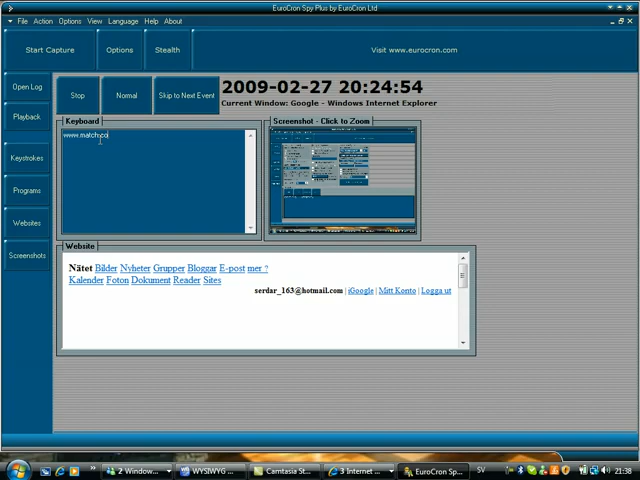 EuroCron Spy Plus by EuroCron Ltd
File Action Options View Language Help About
Start Capture Options Stealth Visit www.eurocron.com
Open Log
Playback
Keystrokes
Programs
Websites
Screenshots
Stop Normal Skip to Next Event
2009-02-27 20:24:54
Current Window: Google - Windows Internet Explorer
Keyboard
www.match.co
Screenshot - Click to Zoom
Website
Nätet Bilder Nyheter Grupper Bloggar E-post mer ?
Kalender Foton Dokument Reader Sites
serdar_163@hotmail.com | iGoogle | Mitt Konto | Logga ut
2 Window... WYSIWYG ... Camtasia St... 3 Internet ... EuroCron Sp... SV 21:38